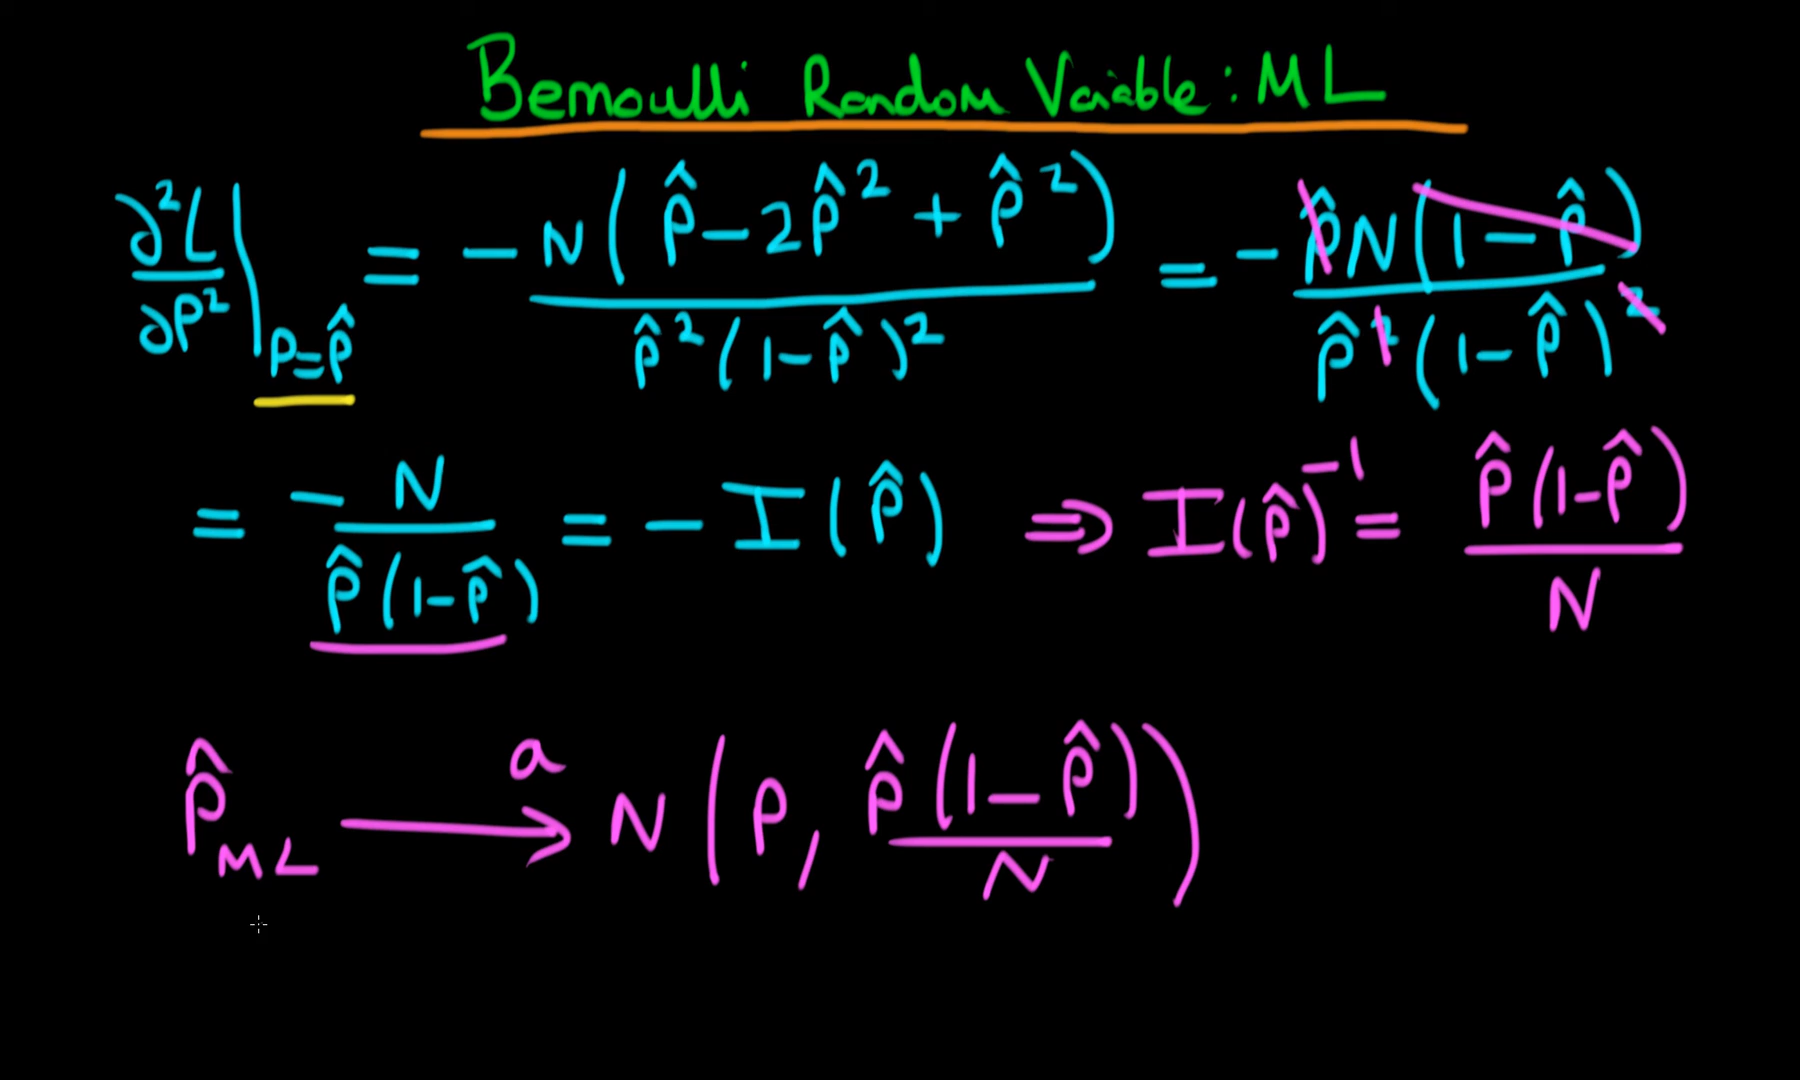 Bernoulli Random Variable: ML
∂²L/∂p² |p=p̂ = - N(p̂ - 2p̂² + p̂²) / p̂²(1-p̂)² = - p̂N(1-p̂) / p̂²(1-p̂)²
= - N / p̂(1-p̂) = - I(p̂) ⇒ I(p̂)⁻¹ = p̂(1-p̂) / N
p̂ML ⟶ᵃ N(p, p̂(1-p̂) / N)